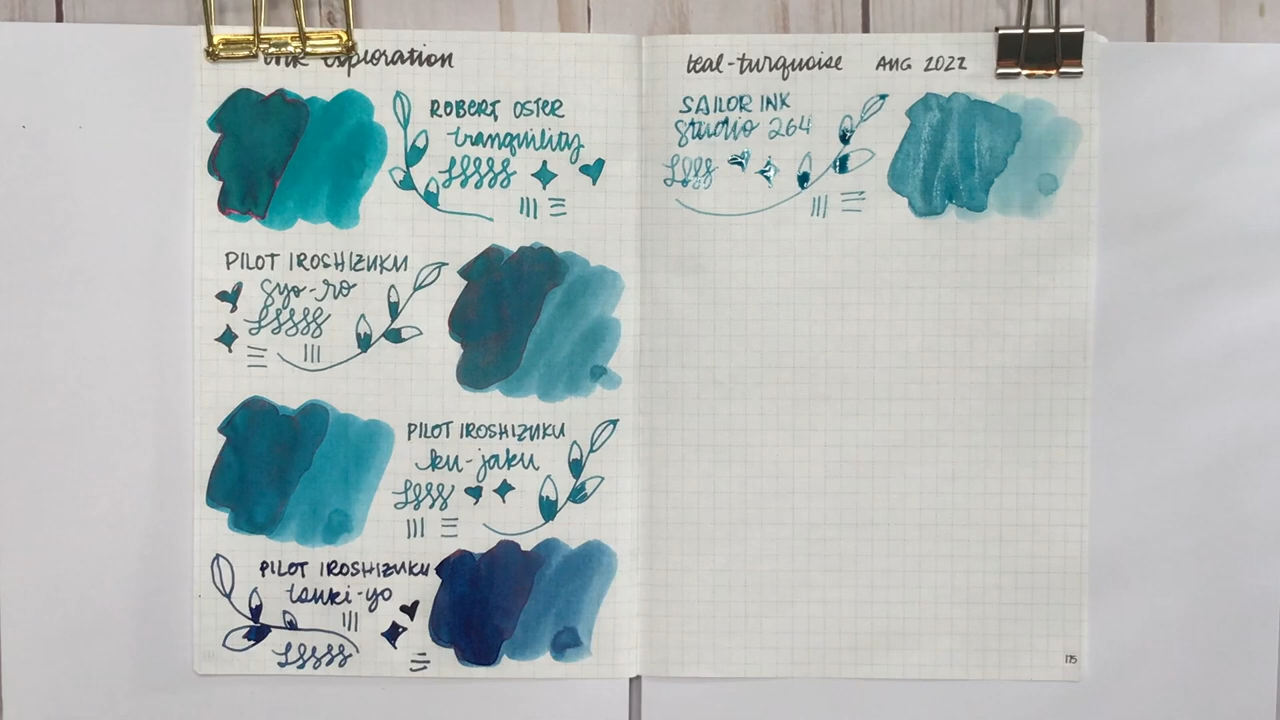 ink exploration
ROBERT OSTER
tranquility
PILOT IROSHIZUKU
syo-ro
PILOT IROSHIZUKU
ku-jaku
PILOT IROSHIZUKU
tsuki-yo
teal-turquoise AUG 2022
SAILOR INK
studio 264
175